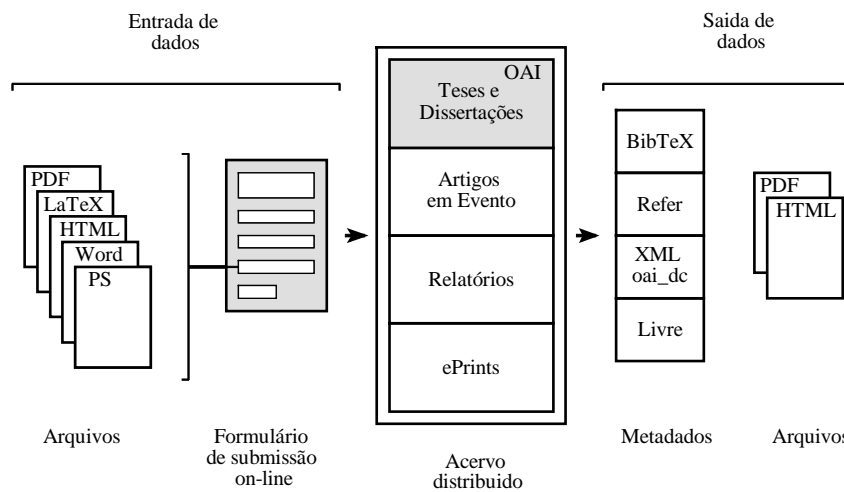 Entrada de
dados
Saida de
dados
OAI
Teses e
Dissertações
Artigos
em Evento
Relatórios
ePrints
PDF
LaTeX
HTML
Word
PS
BibTeX
Refer
XML
oai_dc
Livre
PDF
HTML
Arquivos
Formulário
de submissão
on-line
Acervo
distribuido
Metadados
Arquivos